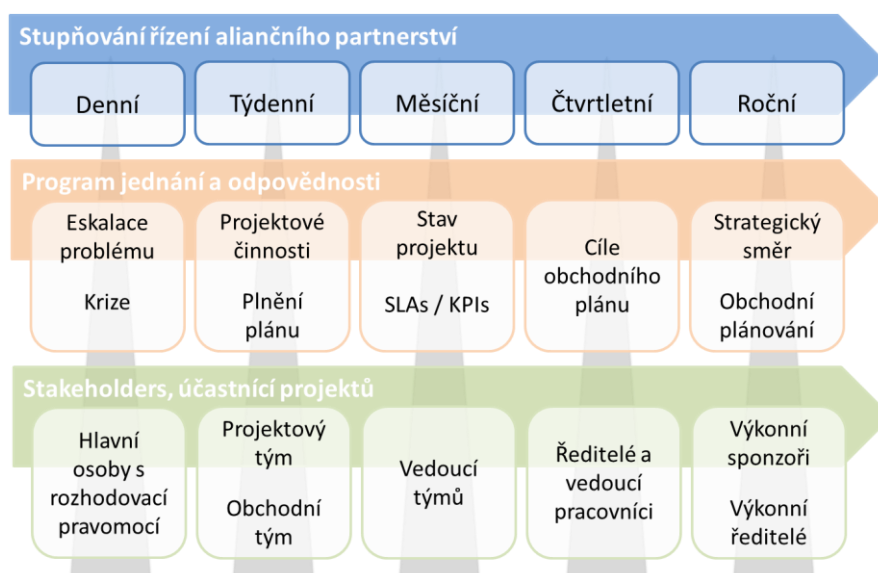 Stupňování řízení aliančního partnerství
Denní
Týdenní
Měsíční
Čtvrtletní
Roční
Program jednání a odpovědnosti
Eskalace
problému
Krize
Projektové
činnosti
Plnění
plánu
Stav
projektu
SLAs / KPIs
Cíle
obchodního
plánu
Strategický
směr
Obchodní
plánování
Stakeholders, účastnící projektů
Hlavní
osoby s
rozhodovací
pravomocí
Projektový
tým
Obchodní
tým
Vedoucí
týmů
Ředitelé a
vedoucí
pracovníci
Výkonní
sponzoři
Výkonní
ředitelé